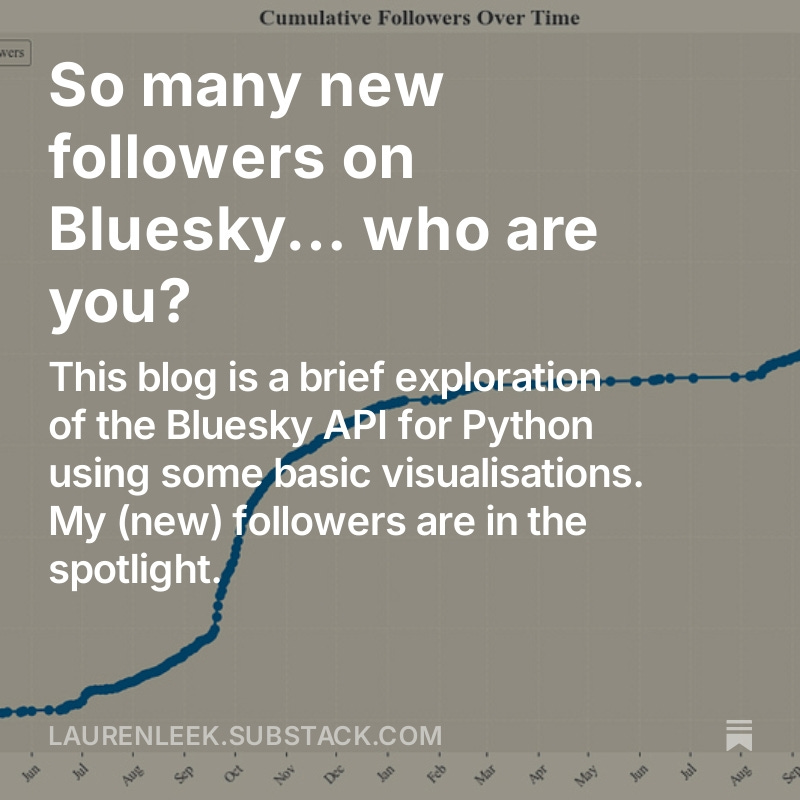 Cumulative Followers Over Time
wers
So many new
followers on
Bluesky... who are
you?
This blog is a brief exploration
of the Bluesky API for Python
using some basic visualisations.
My (new) followers are in the
spotlight.
LAURENLEEK.SUBSTACK.COM
Jun Jul Aug Sep Oct Nov Dec Jan Feb Mar Apr May Jun Jul Aug Sep